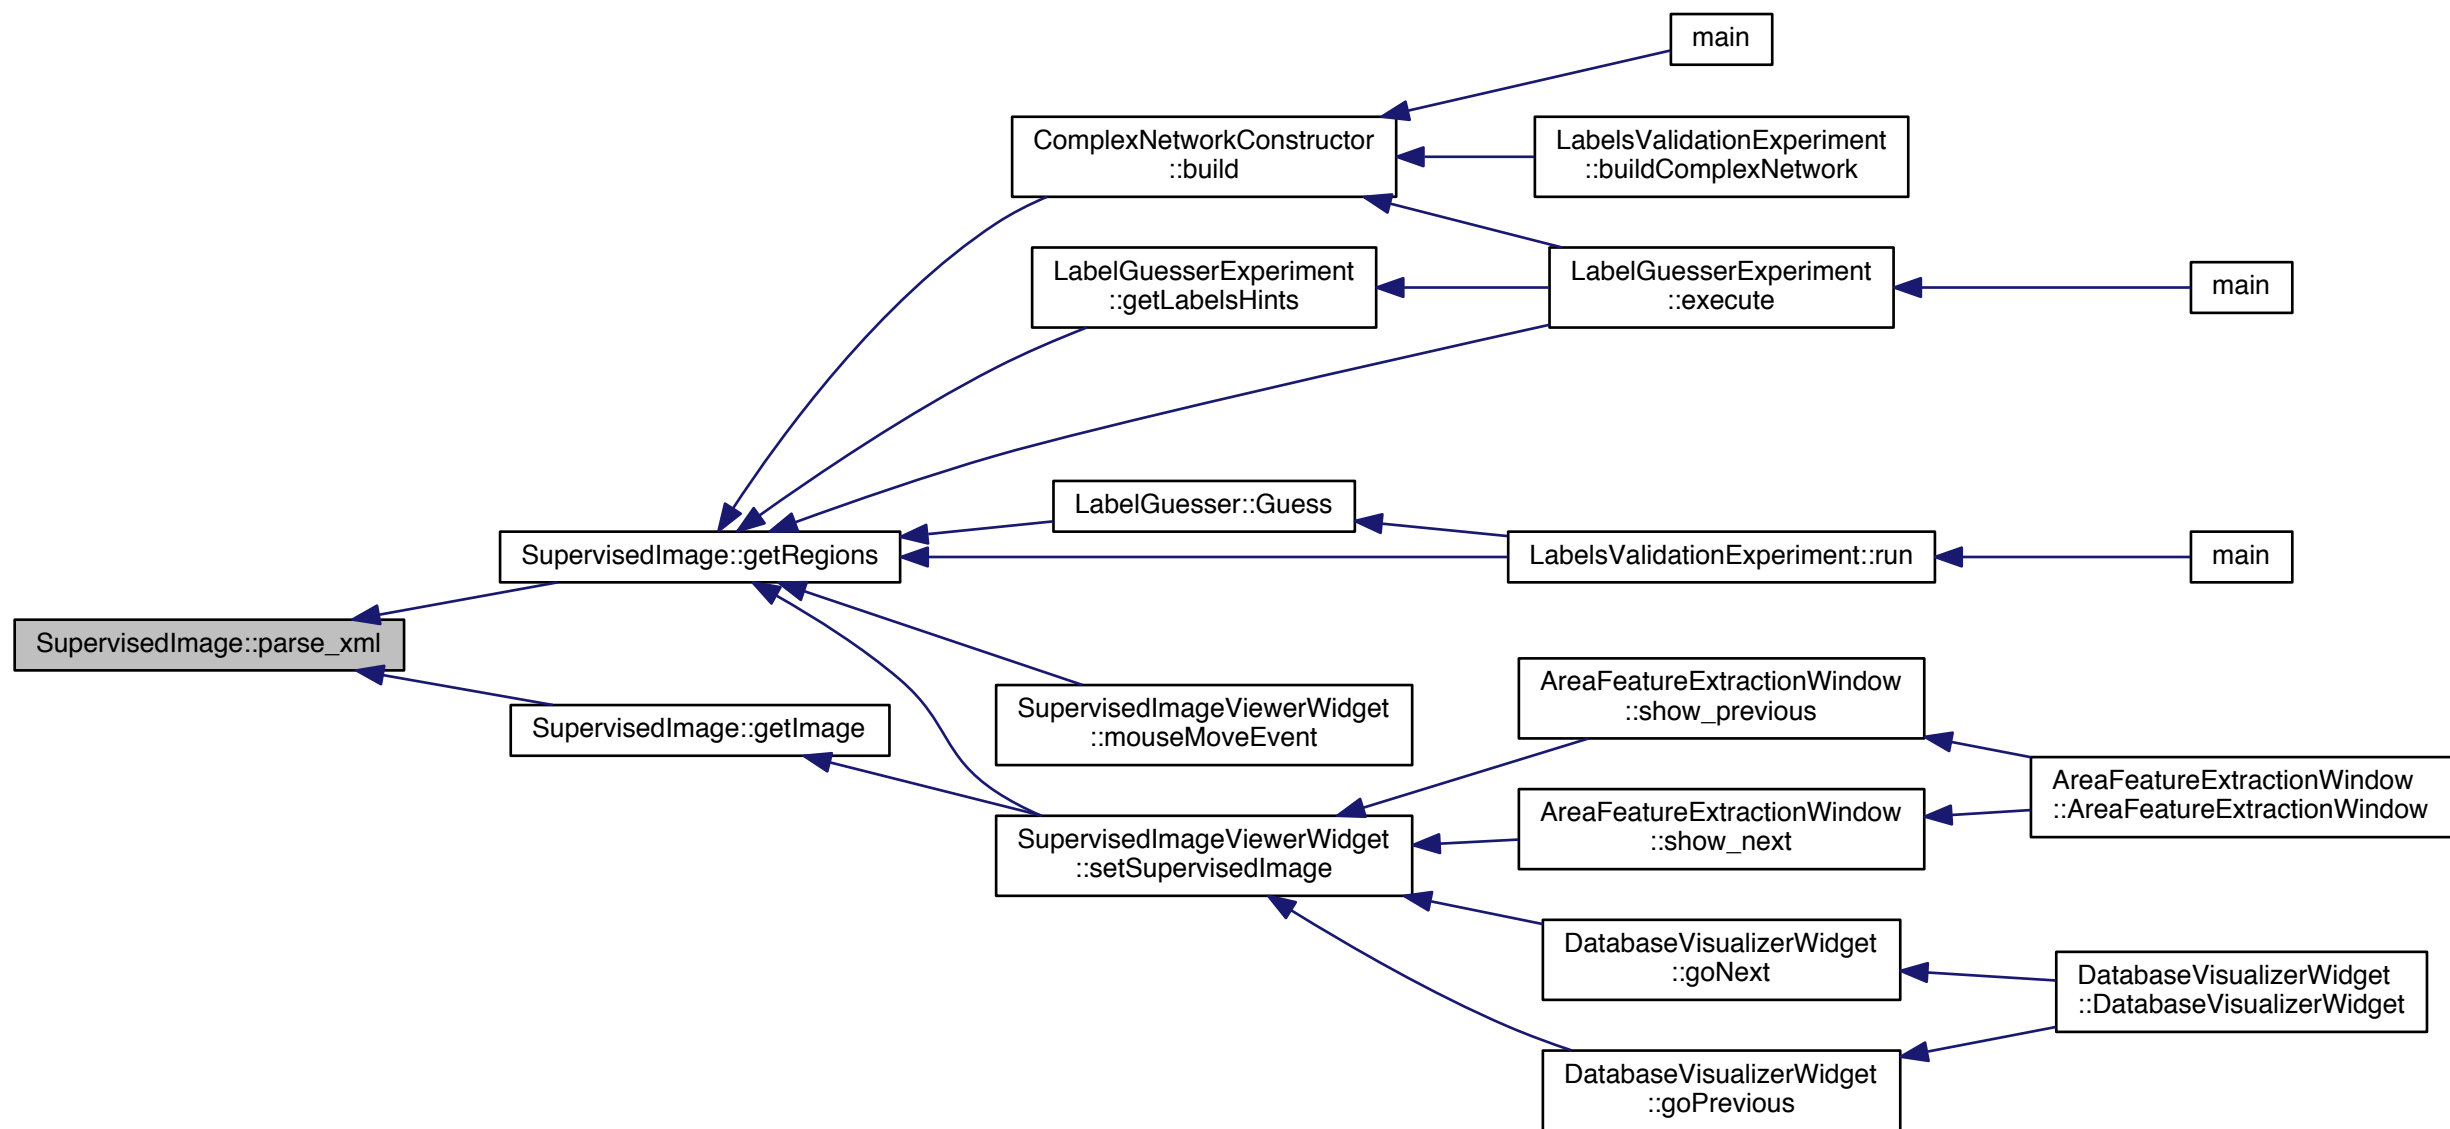 main
ComplexNetworkConstructor
::build
LabelsValidationExperiment
::buildComplexNetwork
LabelGuesserExperiment
::getLabelsHints
LabelGuesserExperiment
::execute
main
LabelGuesser::Guess
SupervisedImage::getRegions
LabelsValidationExperiment::run
main
SupervisedImage::parse_xml
SupervisedImage::getImage
SupervisedImageViewerWidget
::mouseMoveEvent
AreaFeatureExtractionWindow
::show_previous
AreaFeatureExtractionWindow
::AreaFeatureExtractionWindow
SupervisedImageViewerWidget
::setSupervisedImage
AreaFeatureExtractionWindow
::show_next
DatabaseVisualizerWidget
::goNext
DatabaseVisualizerWidget
::DatabaseVisualizerWidget
DatabaseVisualizerWidget
::goPrevious